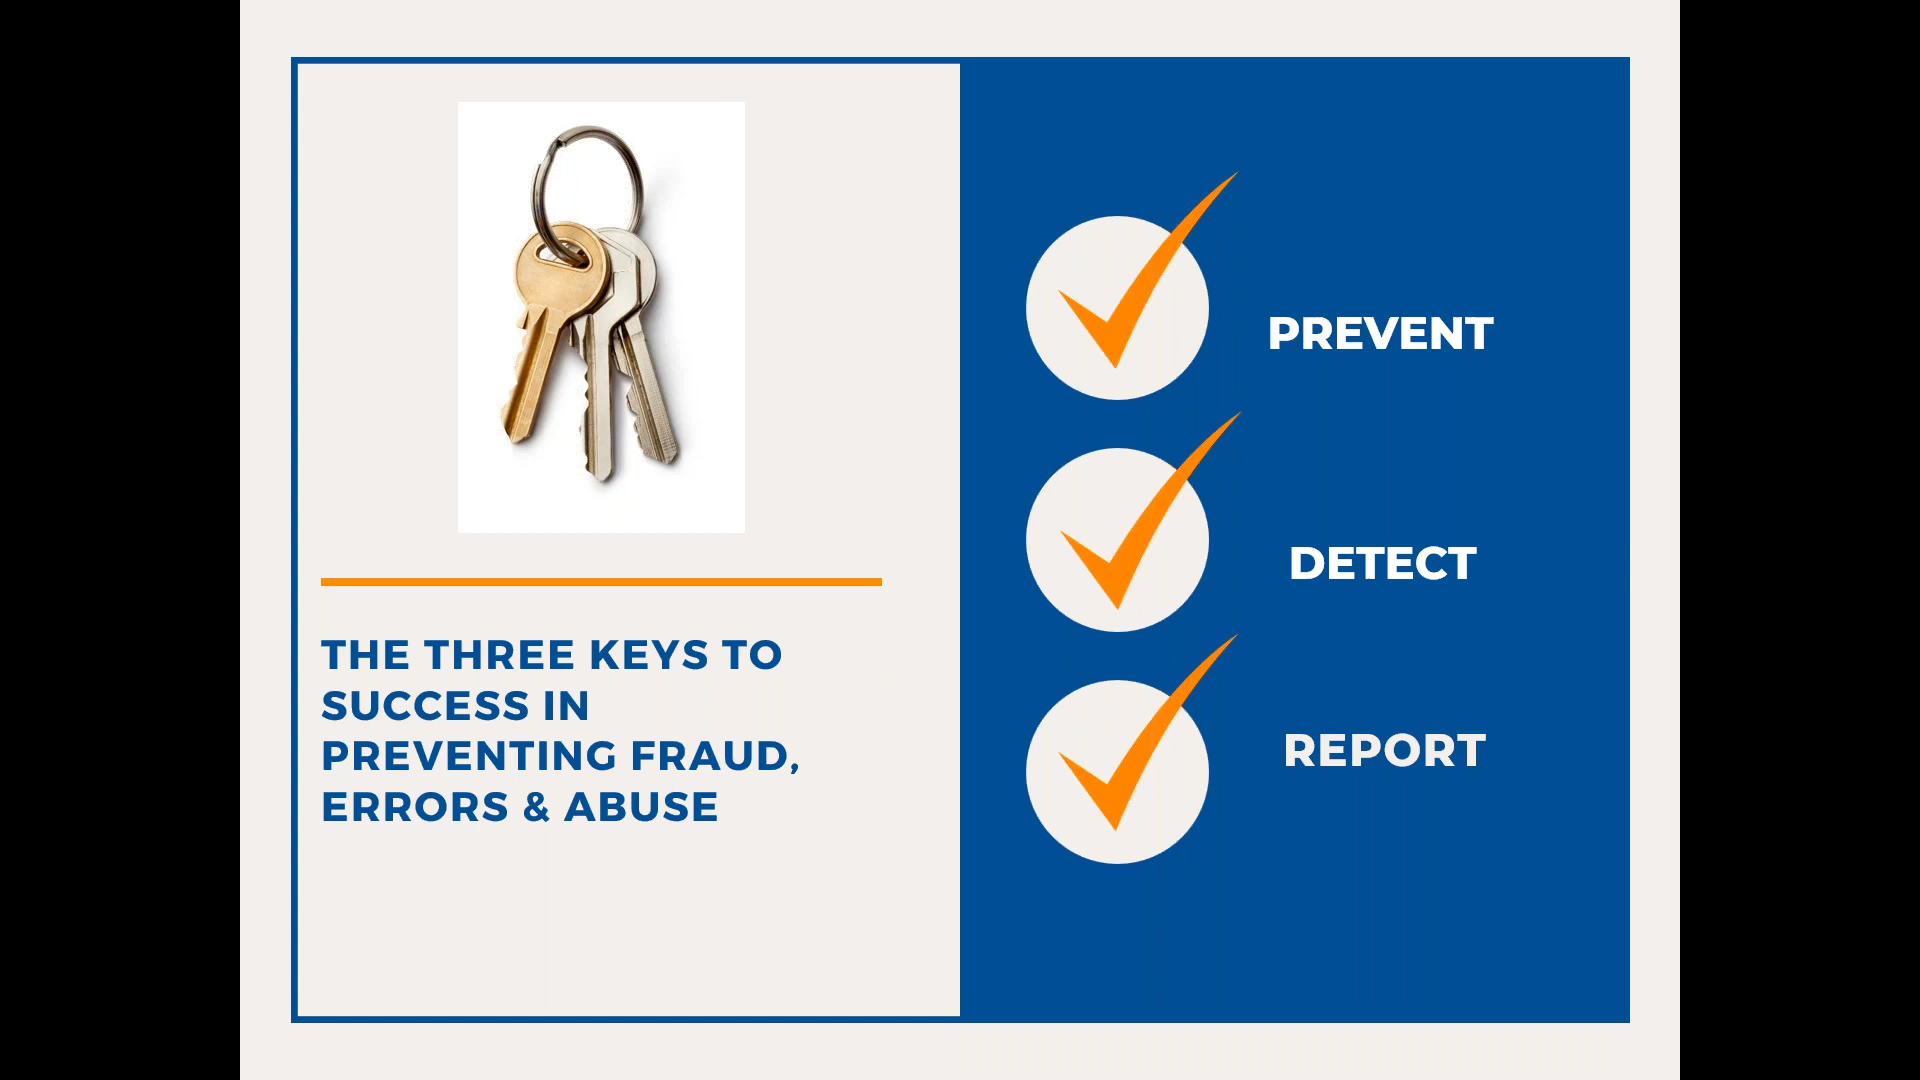 THE THREE KEYS TO
SUCCESS IN
PREVENTING FRAUD,
ERRORS & ABUSE
PREVENT
DETECT
REPORT